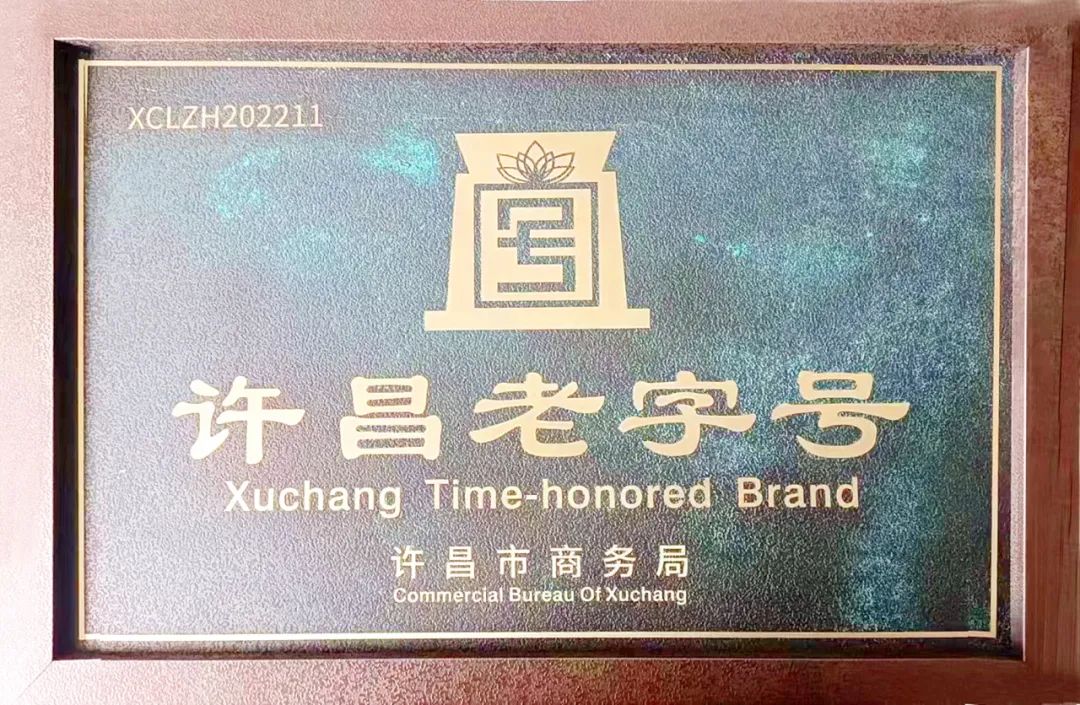 XCLZH202211
许昌老字号
Xuchang Time-honored Brand
许昌市商务局
Commercial Bureau Of Xuchang